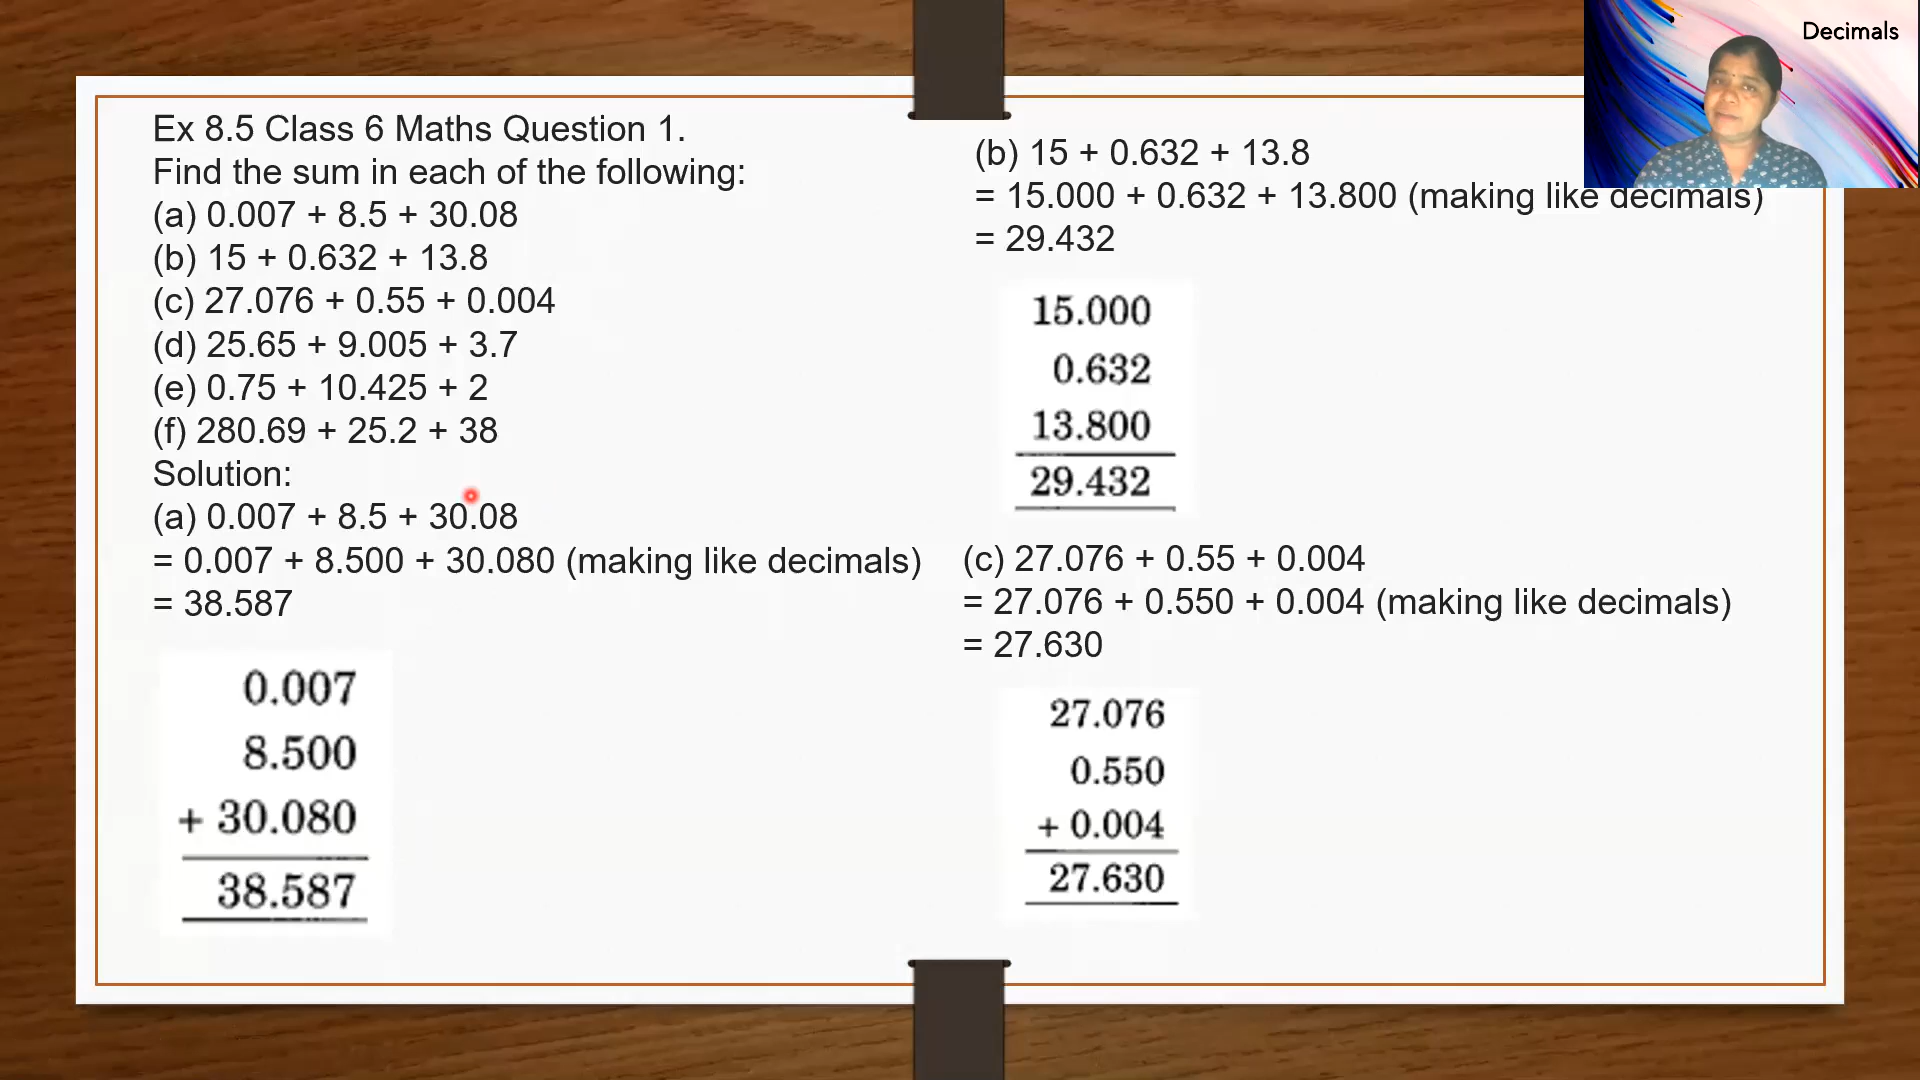 Decimals
Ex 8.5 Class 6 Maths Question 1.
Find the sum in each of the following:
(a) 0.007 + 8.5 + 30.08
(b) 15 + 0.632 + 13.8
(c) 27.076 + 0.55 + 0.004
(d) 25.65 + 9.005 + 3.7
(e) 0.75 + 10.425 + 2
(f) 280.69 + 25.2 + 38
Solution:
(a) 0.007 + 8.5 + 30.08
= 0.007 + 8.500 + 30.080 (making like decimals)
= 38.587
0.007
8.500
+ 30.080
38.587
(b) 15 + 0.632 + 13.8
= 15.000 + 0.632 + 13.800 (making like decimals)
= 29.432
15.000
0.632
13.800
29.432
(c) 27.076 + 0.55 + 0.004
= 27.076 + 0.550 + 0.004 (making like decimals)
= 27.630
27.076
0.550
+ 0.004
27.630